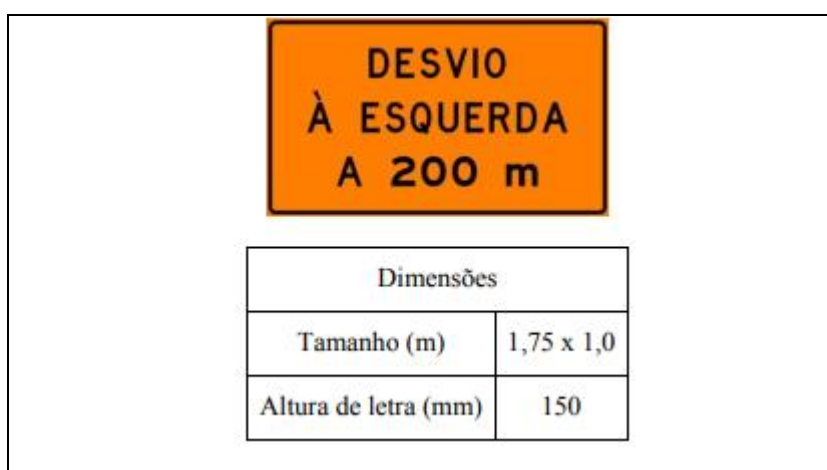 DESVIO
À ESQUERDA
A 200 m
Dimensões
Tamanho (m) 1,75 x 1,0
Altura de letra (mm) 150